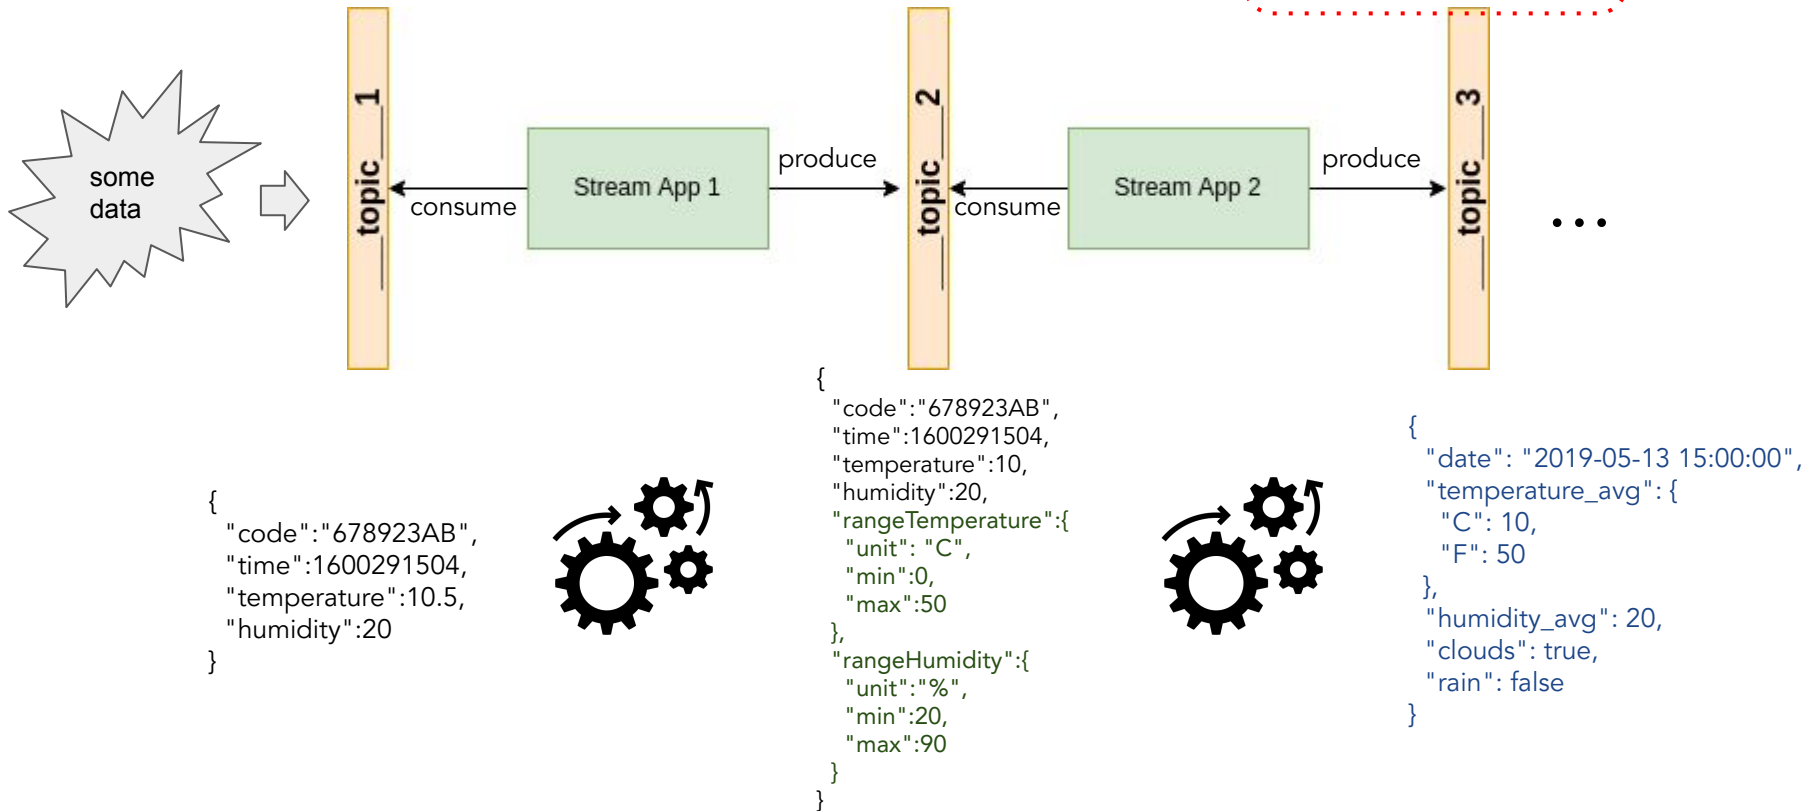 some
data
____topic____1
consume
Stream App 1
produce
____topic____2
consume
Stream App 2
produce
____topic____3
...
{
"code":"678923AB",
"time":1600291504,
"temperature":10.5,
"humidity":20
}
{
"code":"678923AB",
"time":1600291504,
"temperature":10,
"humidity":20,
"rangeTemperature":{
"unit": "C",
"min":0,
"max":50
},
"rangeHumidity":{
"unit":"%",
"min":20,
"max":90
}
}
{
"date": "2019-05-13 15:00:00",
"temperature_avg": {
"C": 10,
"F": 50
},
"humidity_avg": 20,
"clouds": true,
"rain": false
}